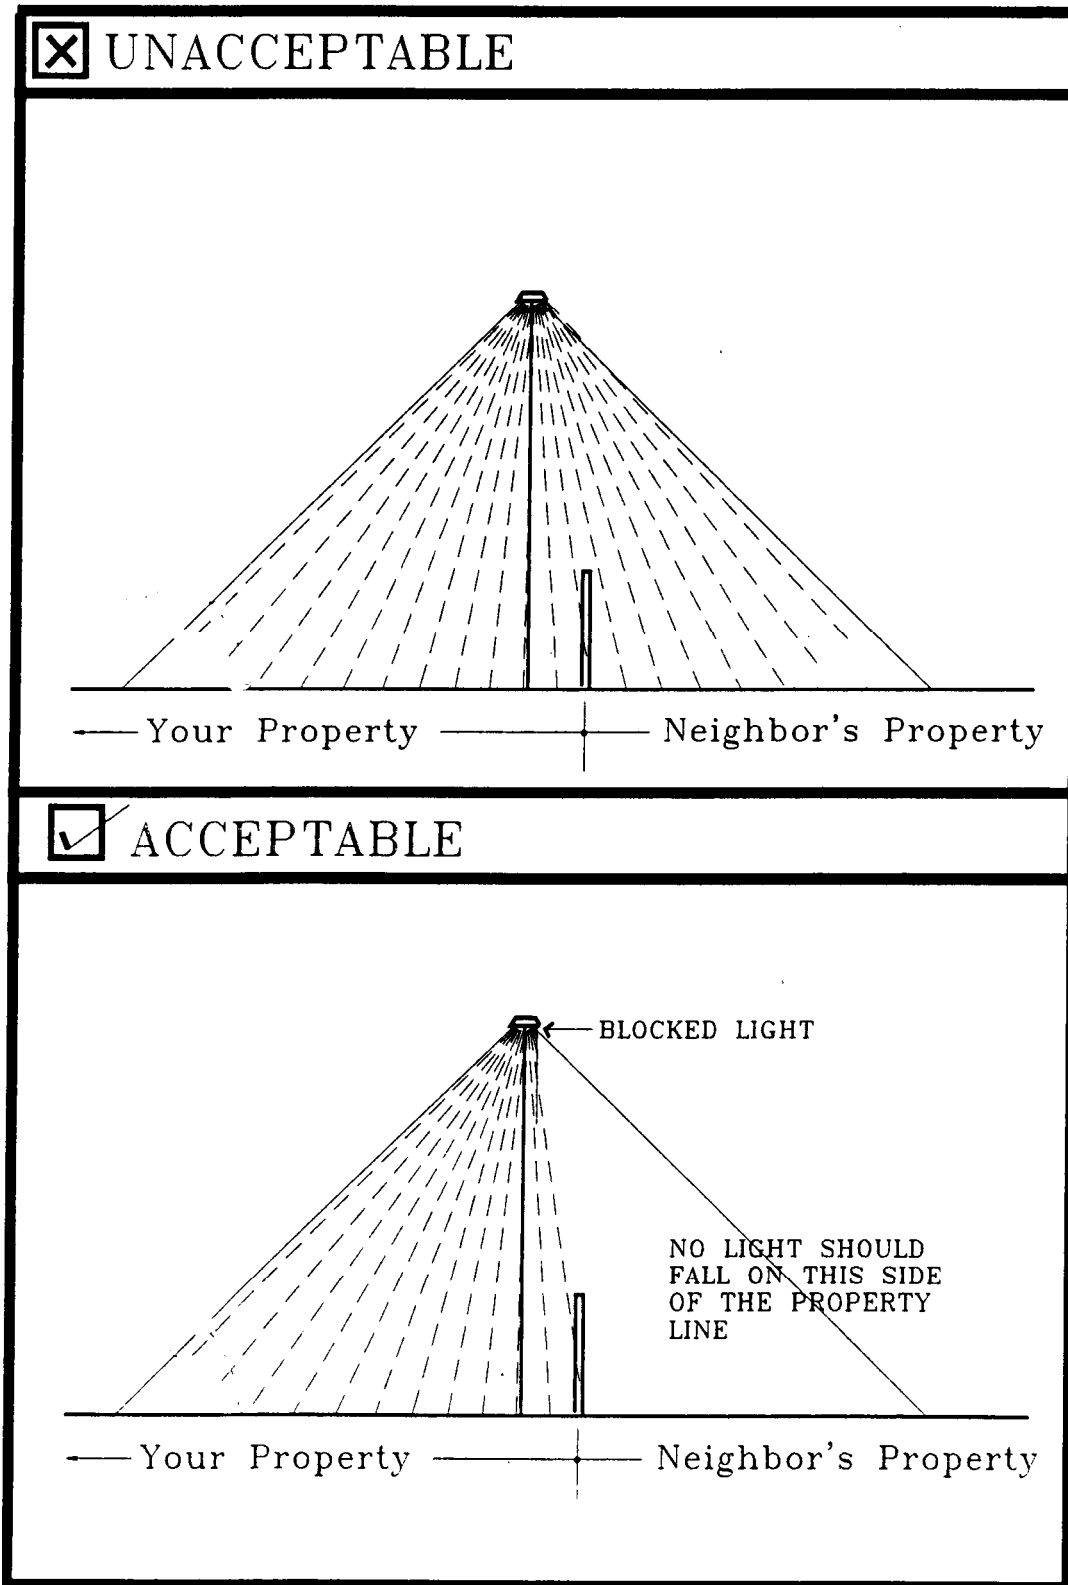 UNACCEPTABLE
Your Property
Neighbor's Property
ACCEPTABLE
BLOCKED LIGHT
NO LIGHT SHOULD
FALL ON THIS SIDE
OF THE PROPERTY
LINE
Your Property
Neighbor's Property